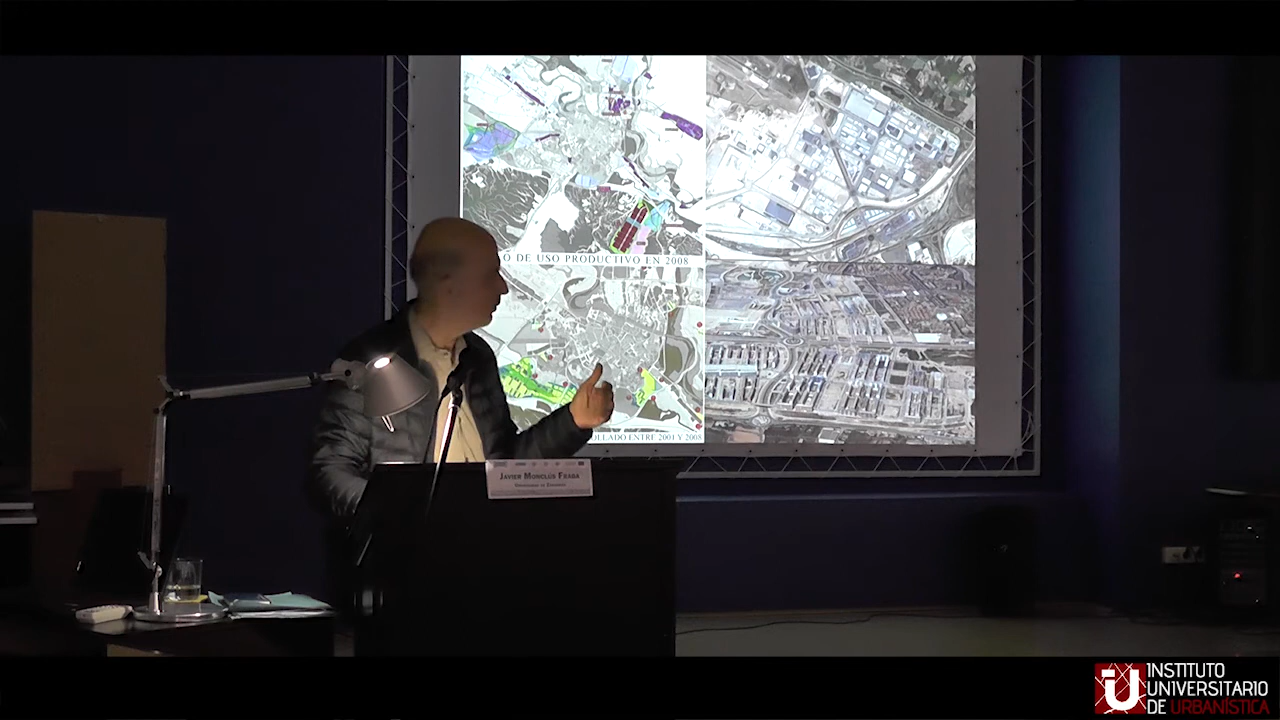 O DE USO PRODUCTIVO EN 2008
OLLADO ENTRE 2001 Y 2008
JAVIER MONCLÚS FRAGA
INSTITUTO
UNIVERSITARIO
DE URBANÍSTICA